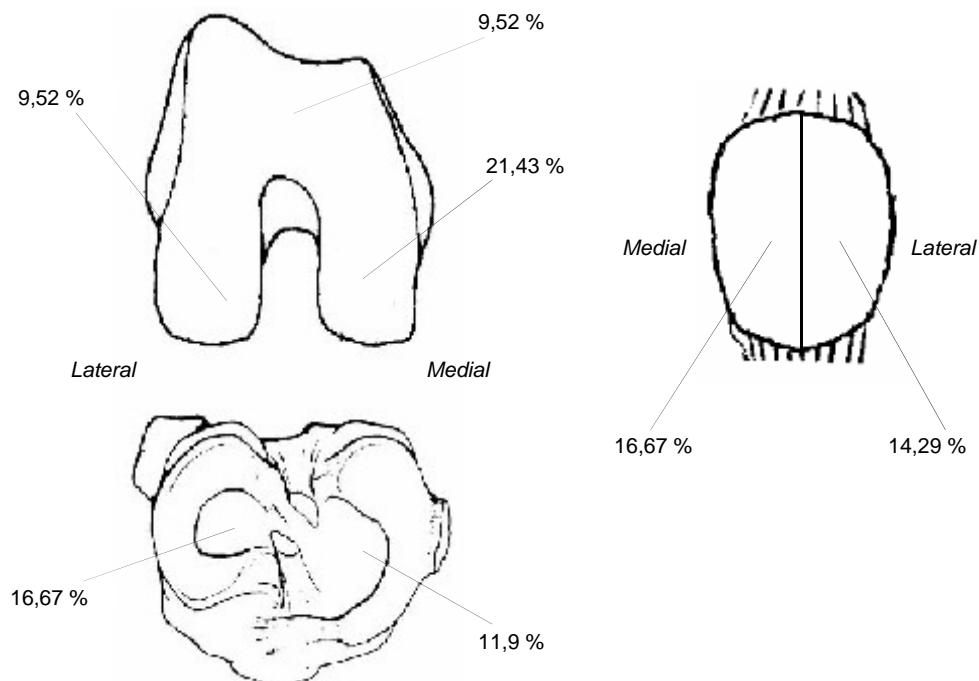 9,52 %
9,52 %
21,43 %
Lateral
Medial
16,67 %
11,9 %
Medial
Lateral
16,67 %
14,29 %